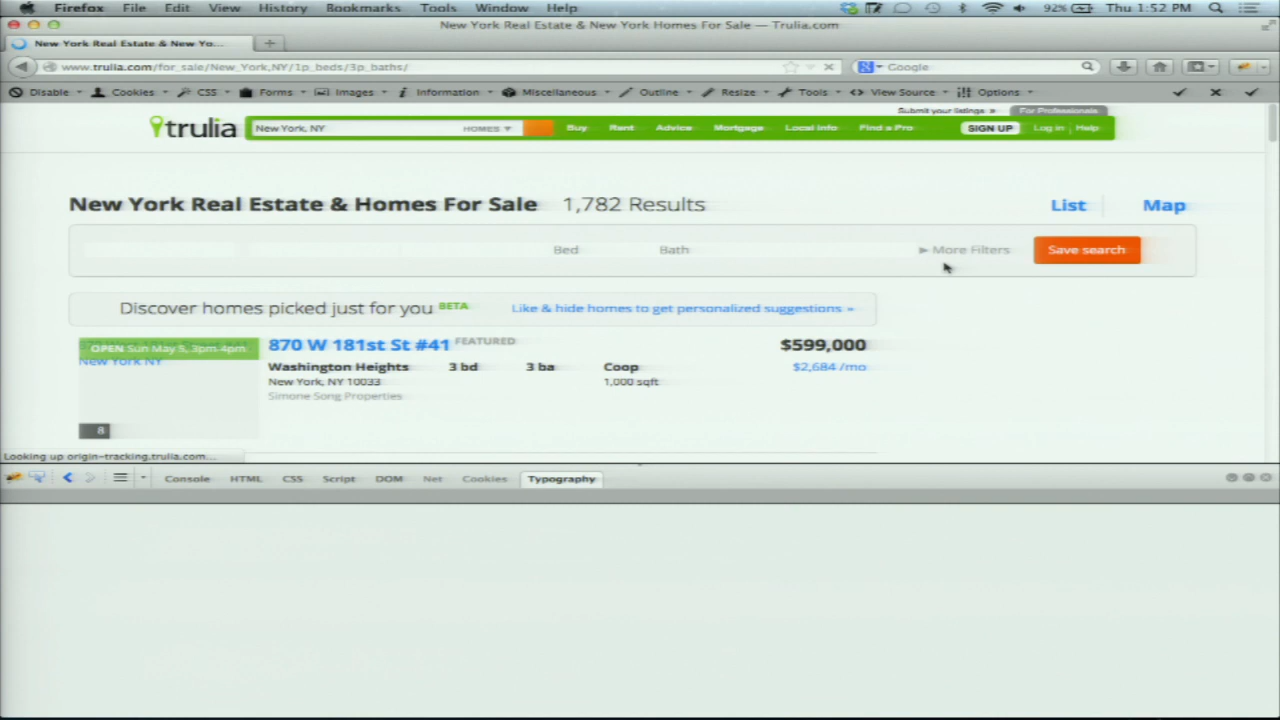 Firefox File Edit View History Bookmarks Tools Window Help 92% Thu 1:52 PM
New York Real Estate & New York Homes For Sale — Trulia.com
New York Real Estate & New Yo...
www.trulia.com/for_sale/New_York,NY/1p_beds/3p_baths/ Google
Disable Cookies CSS Forms Images Information Miscellaneous Outline Resize Tools View Source Options
Submit your listings » For Professionals
trulia New York, NY HOMES Buy Rent Advice Mortgage Local Info Find a Pro SIGN UP Log in Help
New York Real Estate & Homes For Sale 1,782 Results List Map
Bed Bath More Filters Save search
Discover homes picked just for you BETA Like & hide homes to get personalized suggestions »
OPEN Sun May 5, 3pm-4pm 870 W 181st St #41 FEATURED $599,000
New York NY Washington Heights 3 bd 3 ba Coop $2,684 /mo
New York, NY 10033 1,000 sqft
Simone Song Properties
8
Looking up origin-tracking.trulia.com...
Console HTML CSS Script DOM Net Cookies Typography